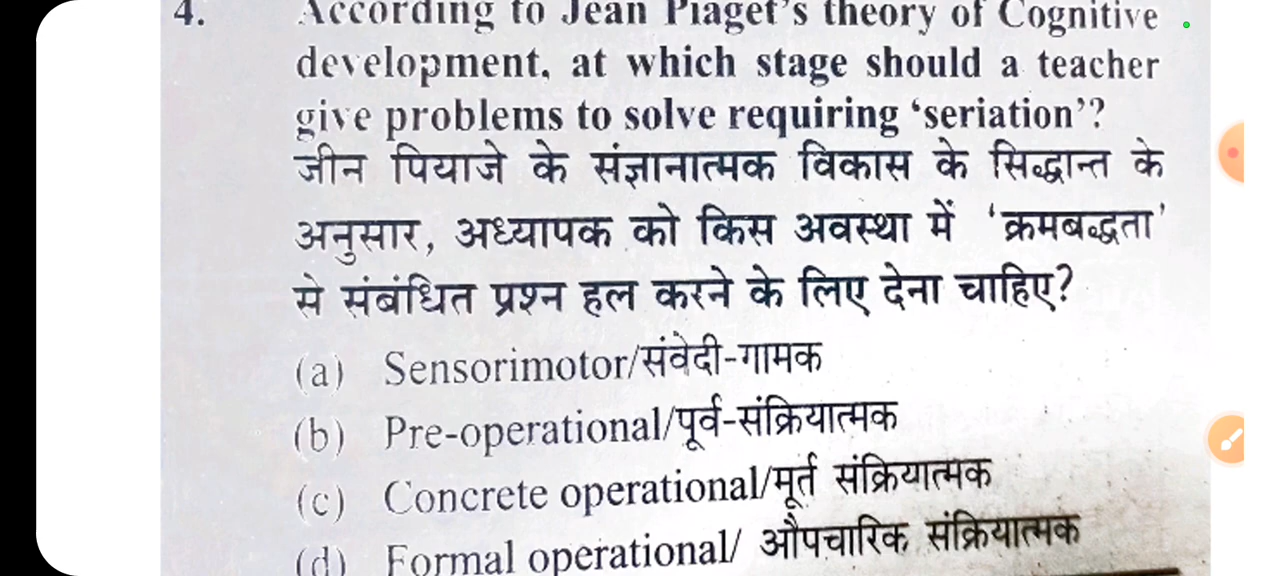 4. According to Jean Piaget's theory of Cognitive
development, at which stage should a teacher
give problems to solve requiring 'seriation'?
जीन पियाजे के संज्ञानात्मक विकास के सिद्धान्त के
अनुसार, अध्यापक को किस अवस्था में 'क्रमबद्धता'
से संबंधित प्रश्न हल करने के लिए देना चाहिए?
(a) Sensorimotor/संवेदी-गामक
(b) Pre-operational/पूर्व-संक्रियात्मक
(c) Concrete operational/मूर्त संक्रियात्मक
(d) Formal operational/ औपचारिक संक्रियात्मक